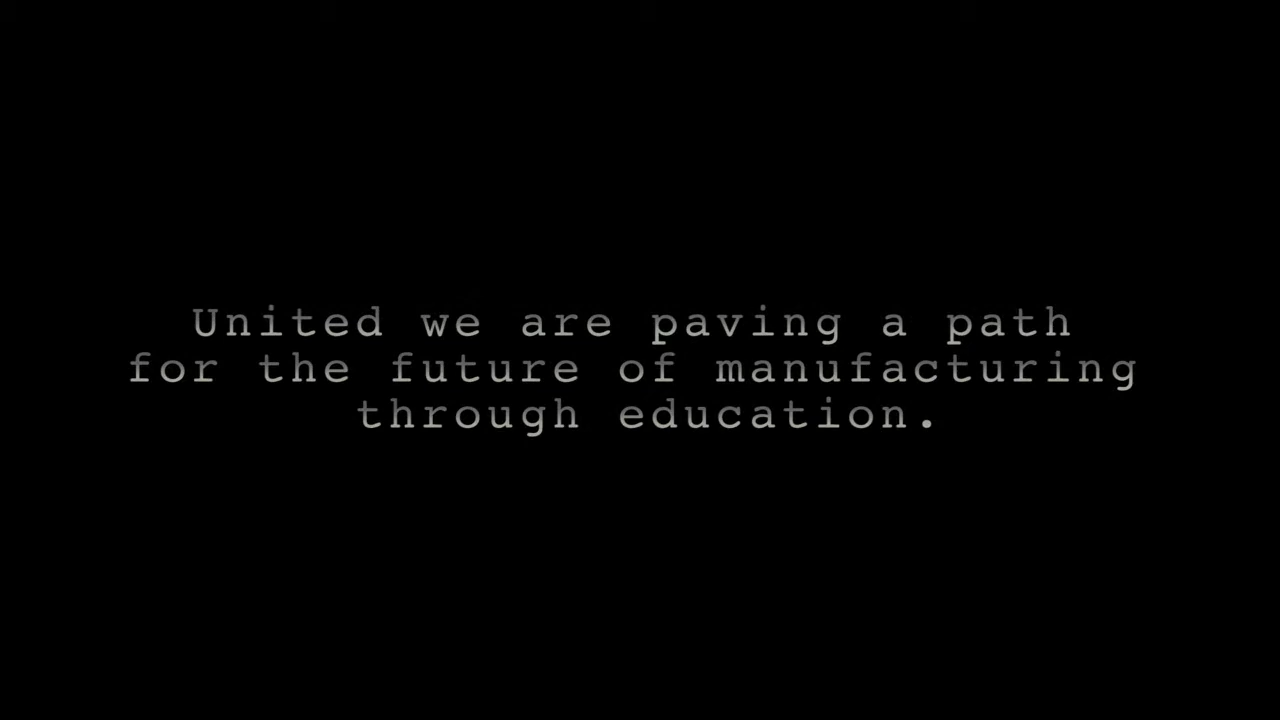 United we are paving a path
for the future of manufacturing
through education.